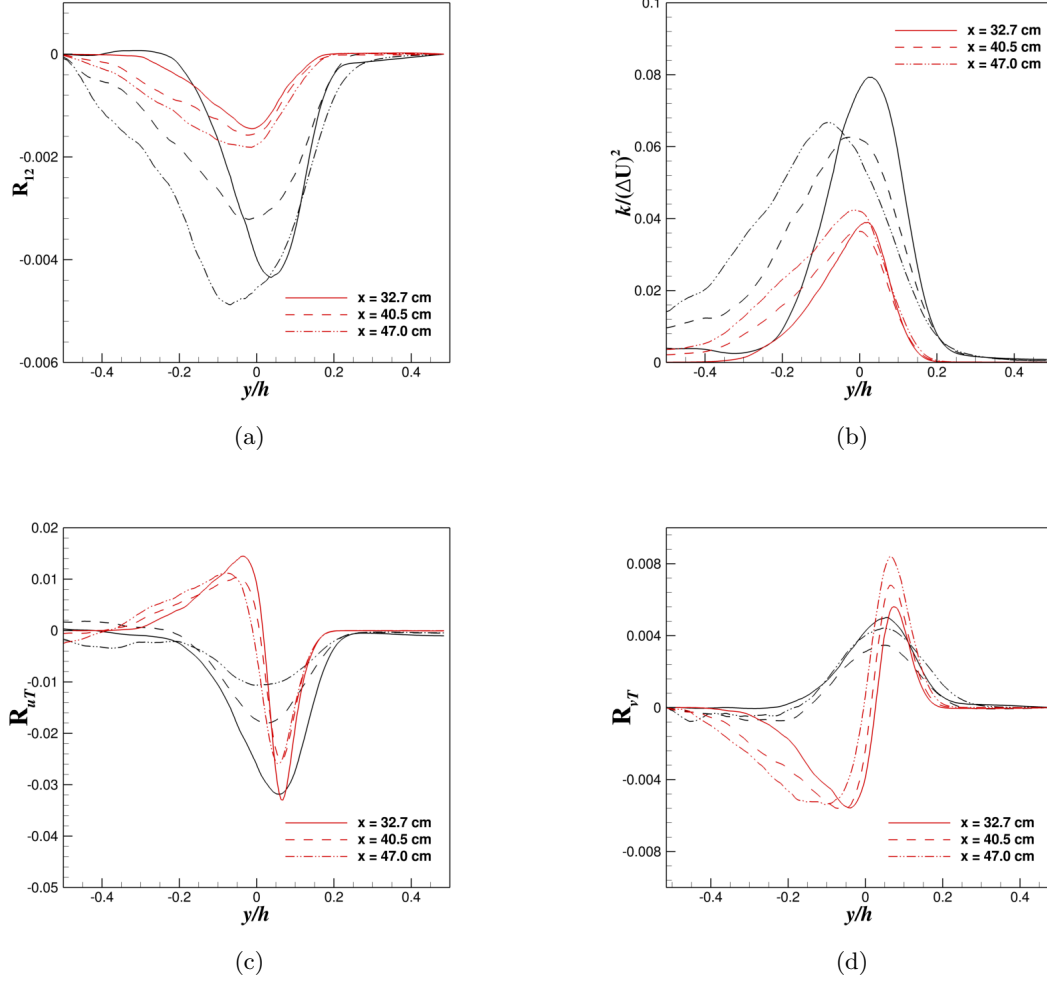 0
-0.002
-0.004
-0.006
R12
-0.4 -0.2 0 0.2 0.4
y/h
x = 32.7 cm
x = 40.5 cm
x = 47.0 cm
(a)
0.1
0.08
0.06
0.04
0.02
0
k/(ΔU)²
-0.4 -0.2 0 0.2 0.4
y/h
x = 32.7 cm
x = 40.5 cm
x = 47.0 cm
(b)
0.02
0.01
0
-0.01
-0.02
-0.03
-0.04
-0.05
RuT
-0.4 -0.2 0 0.2 0.4
y/h
x = 32.7 cm
x = 40.5 cm
x = 47.0 cm
(c)
0.008
0.004
0
-0.004
-0.008
RvT
-0.4 -0.2 0 0.2 0.4
y/h
x = 32.7 cm
x = 40.5 cm
x = 47.0 cm
(d)